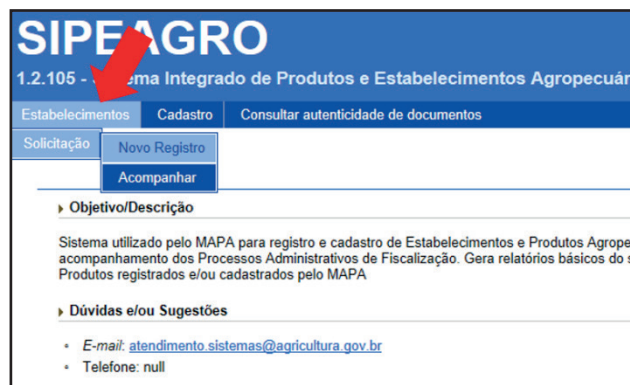 SIPEAGRO
1.2.105 - ma Integrado de Produtos e Estabelecimentos Agropecuár
Estabelecimentos Cadastro Consultar autenticidade de documentos
Solicitação Novo Registro
Acompanhar
Objetivo/Descrição
Sistema utilizado pelo MAPA para registro e cadastro de Estabelecimentos e Produtos Agrope
acompanhamento dos Processos Administrativos de Fiscalização. Gera relatórios básicos do s
Produtos registrados e/ou cadastrados pelo MAPA
Dúvidas e/ou Sugestões
E-mail: atendimento.sistemas@agricultura.gov.br
Telefone: null